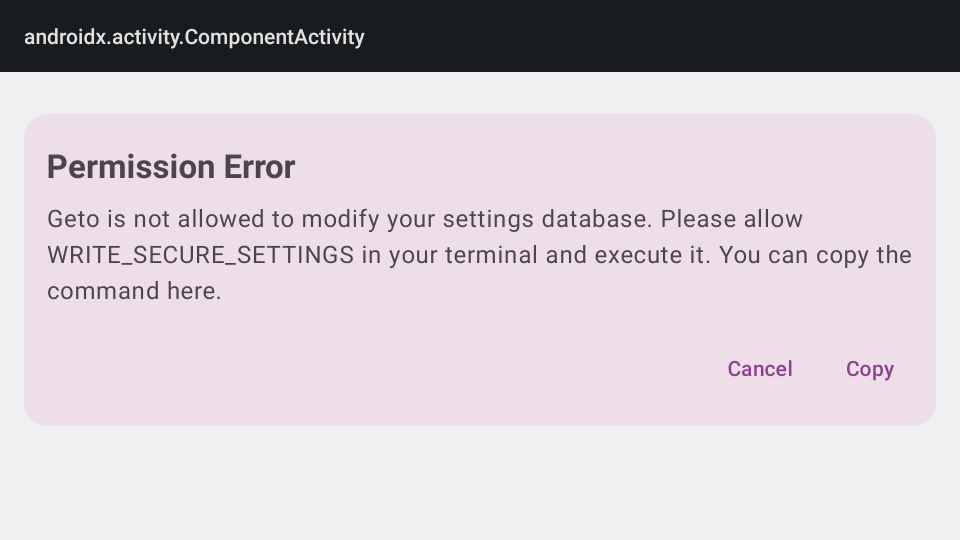 androidx.activity.ComponentActivity
Permission Error
Geto is not allowed to modify your settings database. Please allow
WRITE_SECURE_SETTINGS in your terminal and execute it. You can copy the
command here.
Cancel Copy